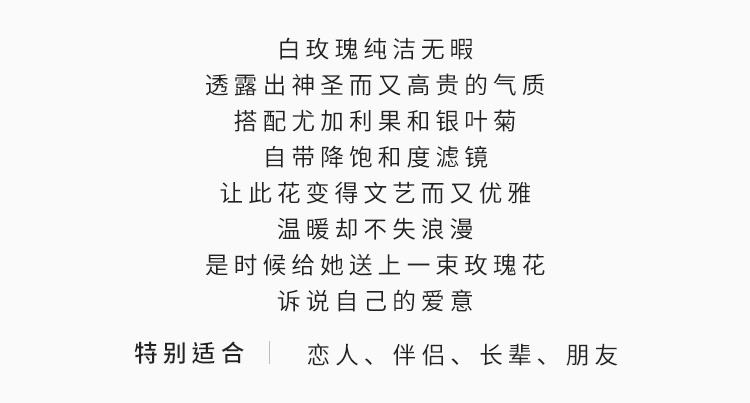 白玫瑰纯洁无暇
透露出神圣而又高贵的气质
搭配尤加利果和银叶菊
自带降饱和度滤镜
让此花变得文艺而又优雅
温暖却不失浪漫
是时候给她送上一束玫瑰花
诉说自己的爱意
特别适合 | 恋人、伴侣、长辈、朋友